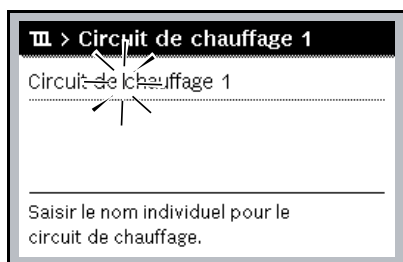 > Circuit de chauffage 1
Circuit de chauffage 1
Saisir le nom individuel pour le
circuit de chauffage.